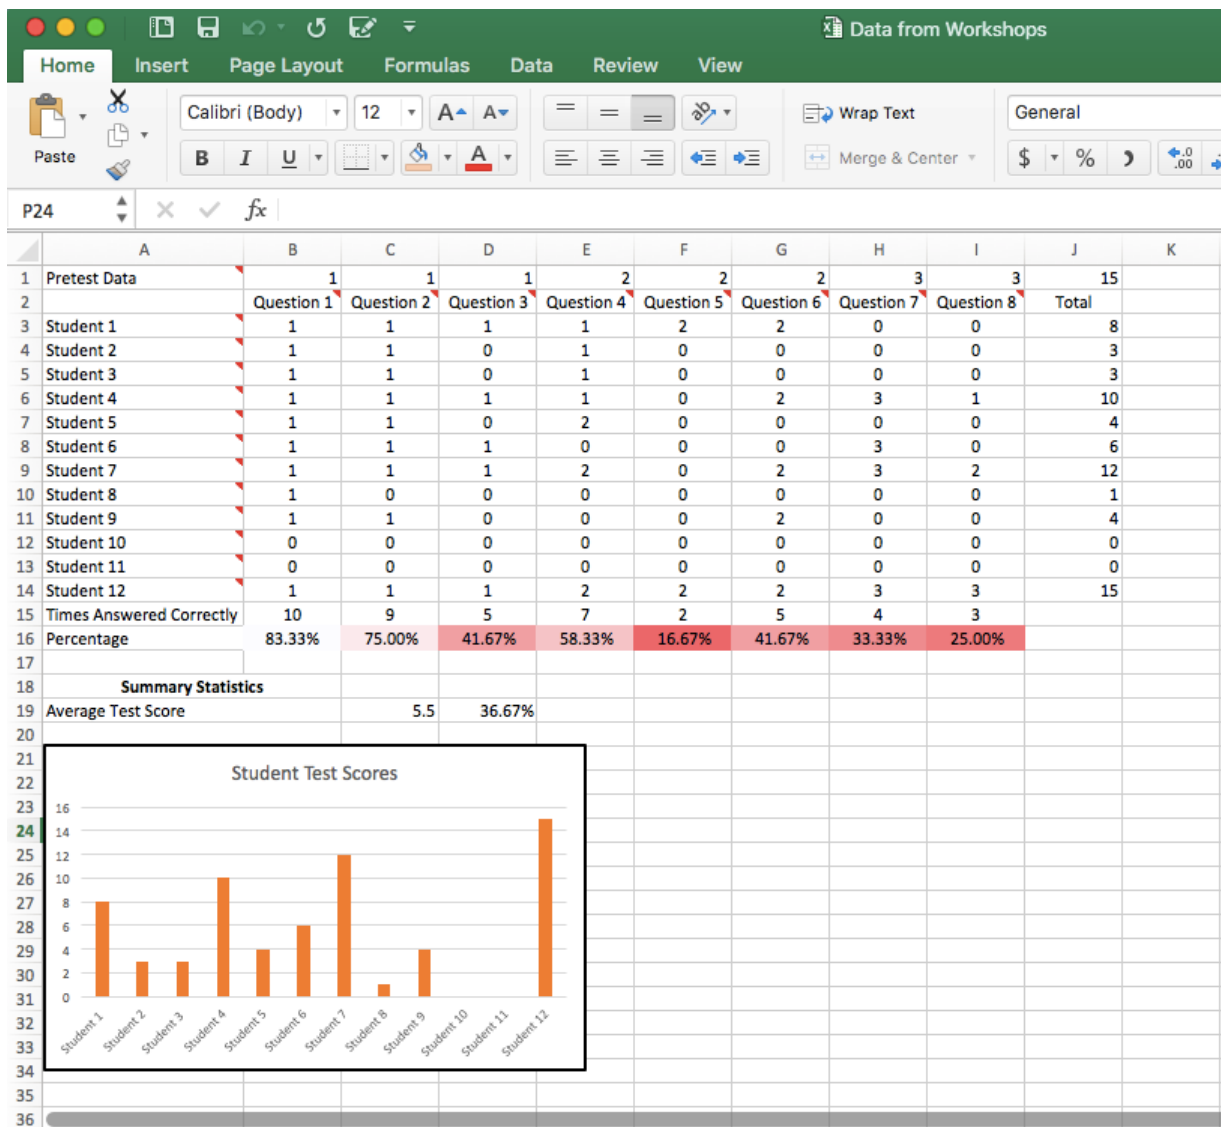 Data from Workshops
Home Insert Page Layout Formulas Data Review View
Calibri (Body) 12 A A Wrap Text General
Paste B I U A Merge & Center $ % .0 .00
P24 fx
A B C D E F G H I J K
1 Pretest Data 1 1 1 2 2 2 3 3 15
2 Question 1 Question 2 Question 3 Question 4 Question 5 Question 6 Question 7 Question 8 Total
3 Student 1 1 1 1 1 2 2 0 0 8
4 Student 2 1 1 0 1 0 0 0 0 3
5 Student 3 1 1 0 1 0 0 0 0 3
6 Student 4 1 1 1 1 0 2 3 1 10
7 Student 5 1 1 0 2 0 0 0 0 4
8 Student 6 1 1 1 0 0 0 3 0 6
9 Student 7 1 1 1 2 0 2 3 2 12
10 Student 8 1 0 0 0 0 0 0 0 1
11 Student 9 1 1 0 0 0 2 0 0 4
12 Student 10 0 0 0 0 0 0 0 0 0
13 Student 11 0 0 0 0 0 0 0 0 0
14 Student 12 1 1 1 2 2 2 3 3 15
15 Times Answered Correctly 10 9 5 7 2 5 4 3
16 Percentage 83.33% 75.00% 41.67% 58.33% 16.67% 41.67% 33.33% 25.00%
17
18 Summary Statistics
19 Average Test Score 5.5 36.67%
20
21
22
23
24
25
26
27
28
29
30
31
32
33
34
35
36
Student Test Scores
16
14
12
10
8
6
4
2
0
Student 1 Student 2 Student 3 Student 4 Student 5 Student 6 Student 7 Student 8 Student 9 Student 10 Student 11 Student 12